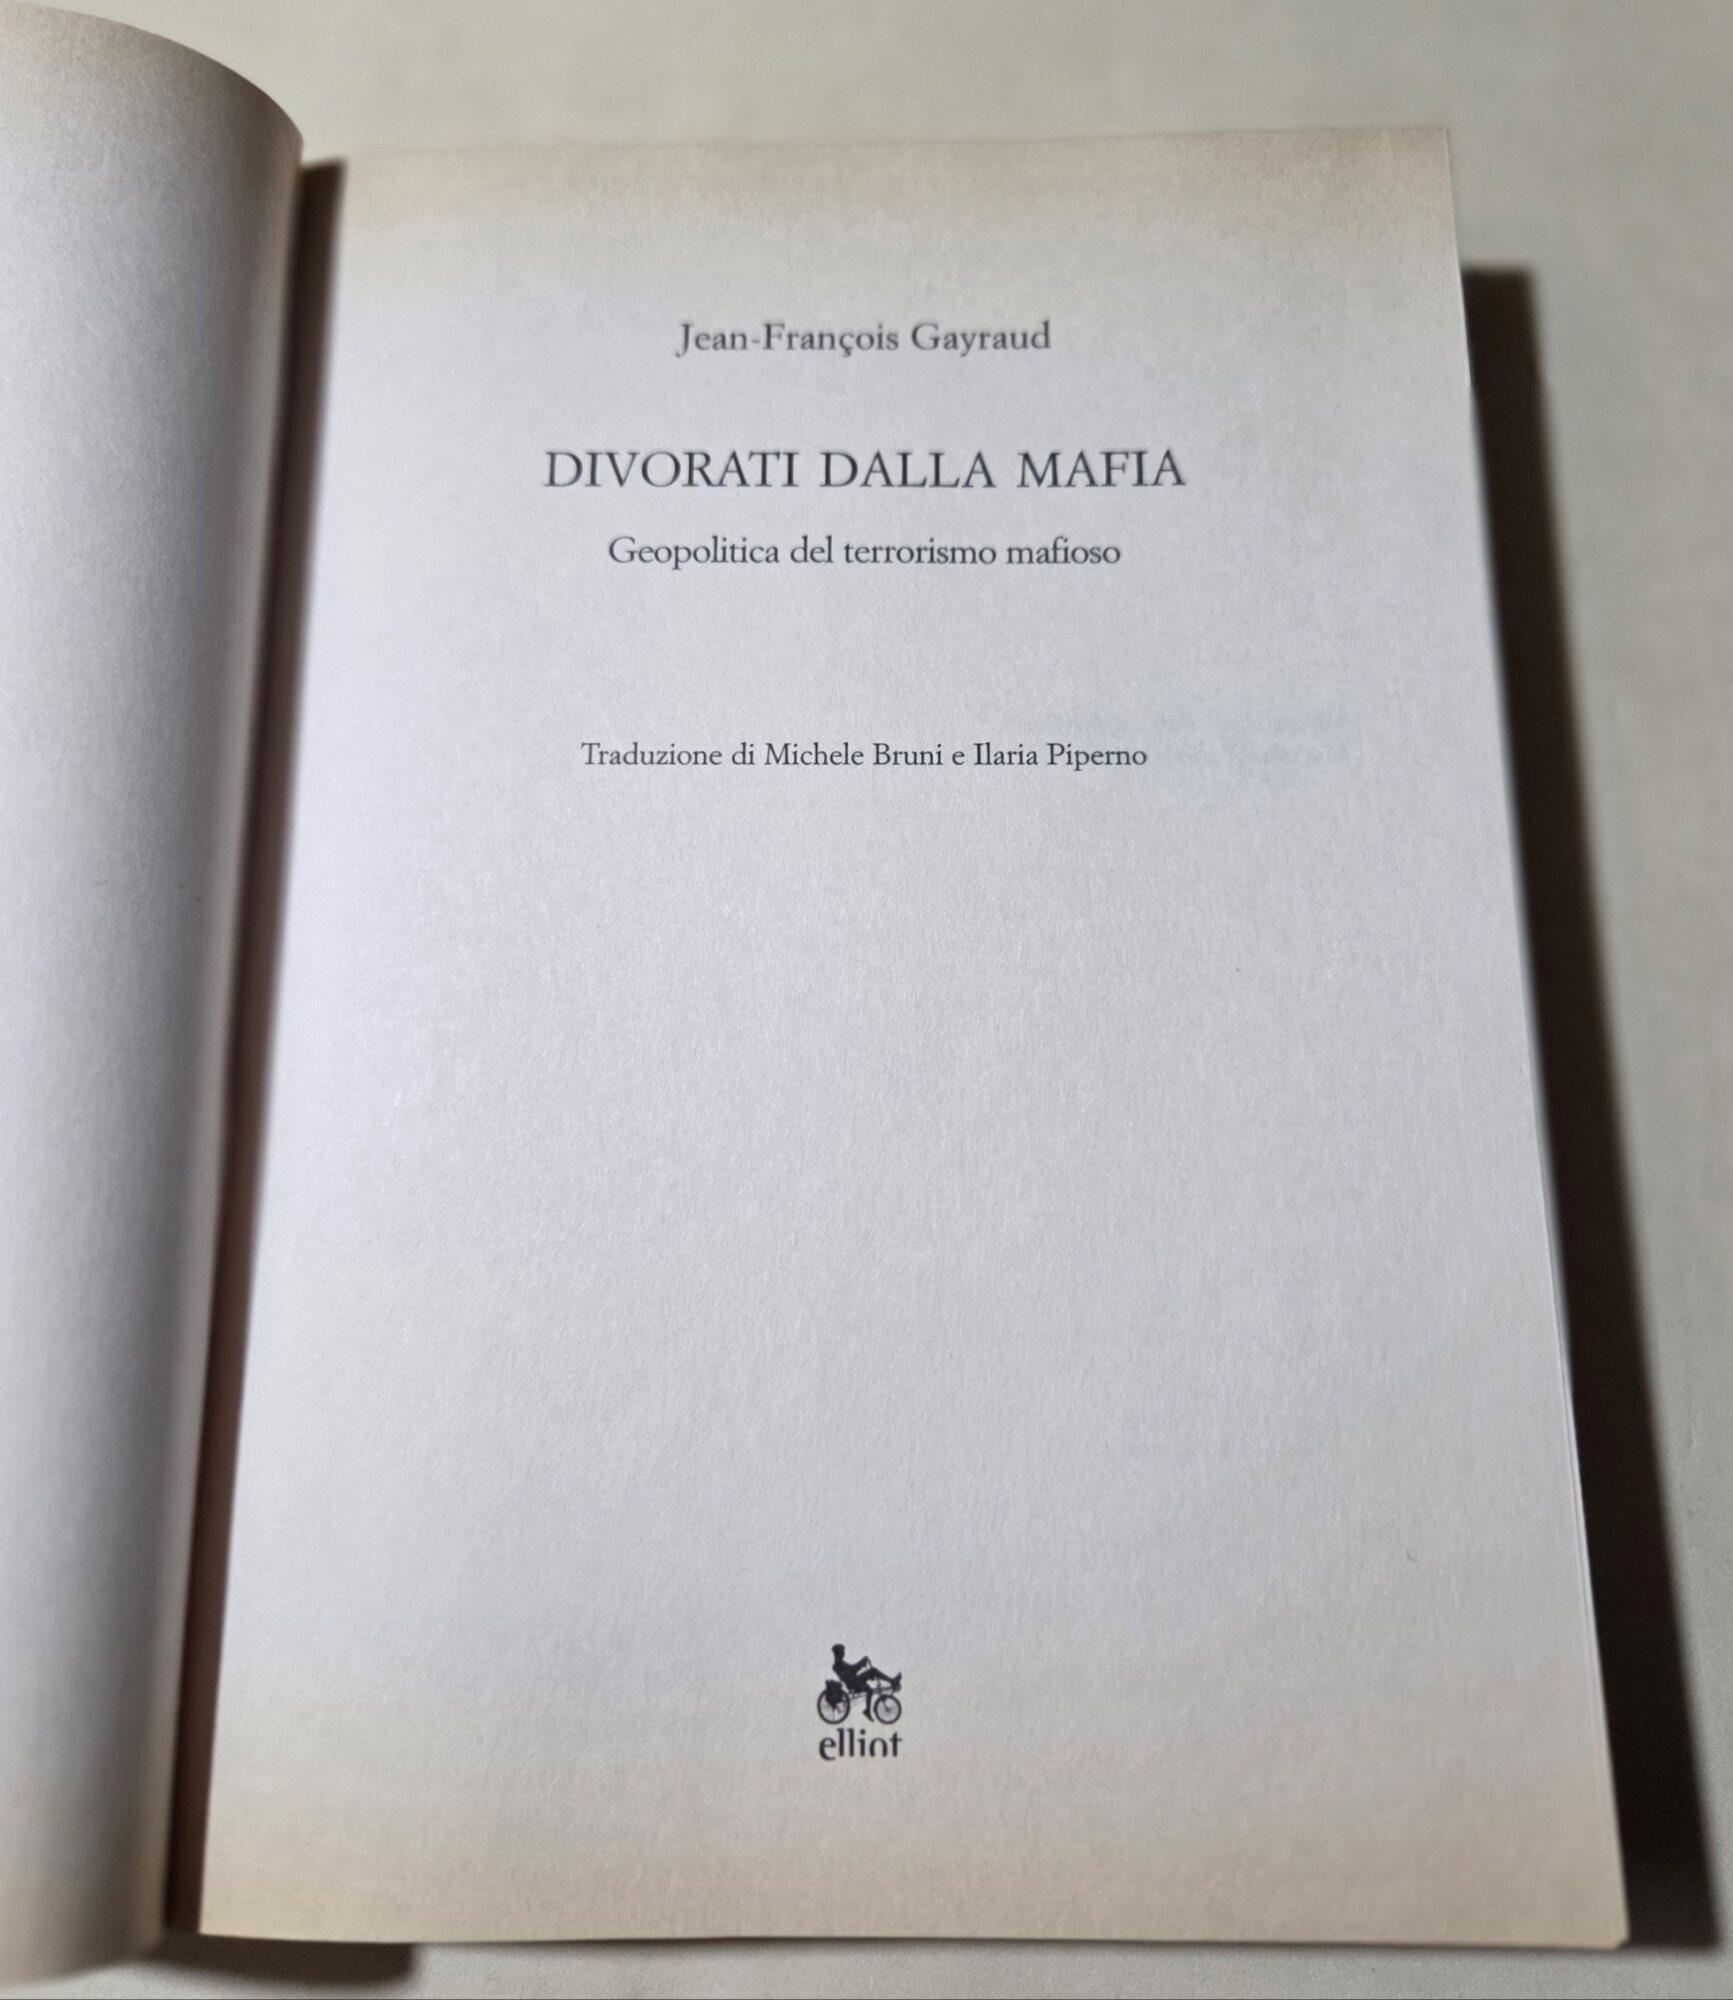 Jean-François Gayraud
DIVORATI DALLA MAFIA
Geopolitica del terrorismo mafioso
Traduzione di Michele Bruni e Ilaria Piperno
elliot